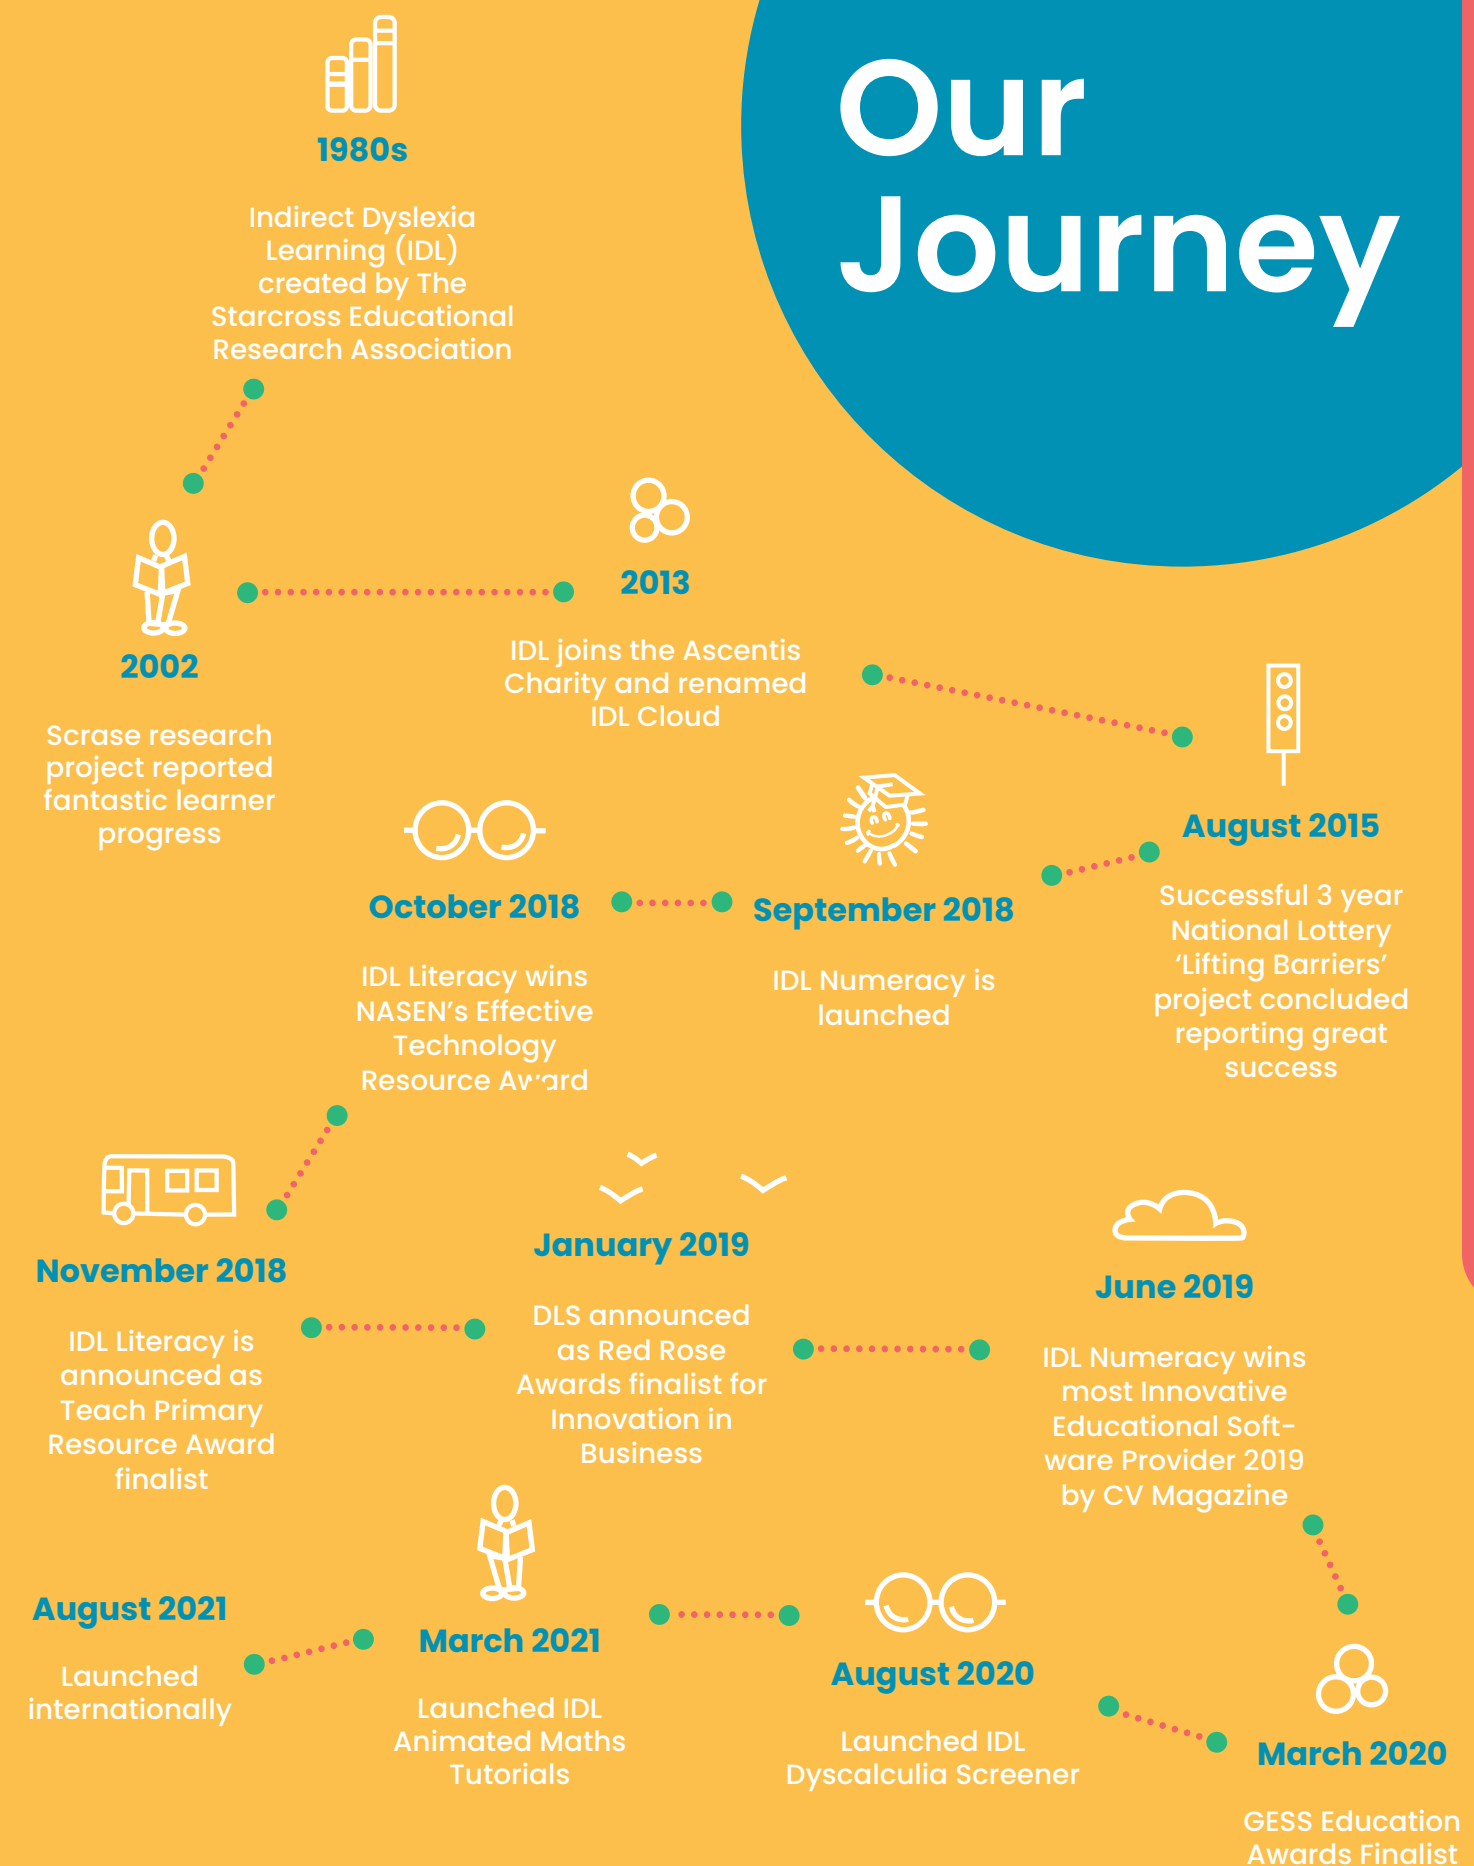 Our
Journey
1980s
Indirect Dyslexia
Learning (IDL)
created by The
Starcross Educational
Research Association
2002
Scrase research
project reported
fantastic learner
progress
2013
IDL joins the Ascentis
Charity and renamed
IDL Cloud
August 2015
Successful 3 year
National Lottery
‘Lifting Barriers’
project concluded
reporting great
success
September 2018
IDL Numeracy is
launched
October 2018
IDL Literacy wins
NASEN’s Effective
Technology
Resource Award
November 2018
IDL Literacy is
announced as
Teach Primary
Resource Award
finalist
January 2019
DLS announced
as Red Rose
Awards finalist for
Innovation in
Business
June 2019
IDL Numeracy wins
most Innovative
Educational Soft-
ware Provider 2019
by CV Magazine
March 2020
GESS Education
Awards Finalist
August 2020
Launched IDL
Dyscalculia Screener
March 2021
Launched IDL
Animated Maths
Tutorials
August 2021
Launched
internationally